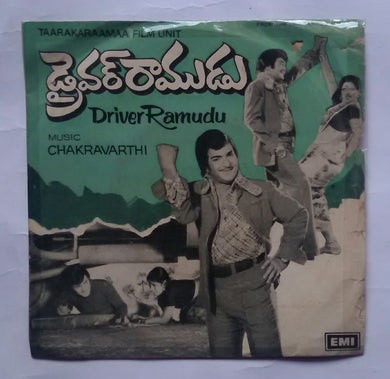 TAARAKARAAMAA FILM UNIT
డ్రైవర్ రాముడు
Driver Ramudu
MUSIC
CHAKRAVARTHI
EMI